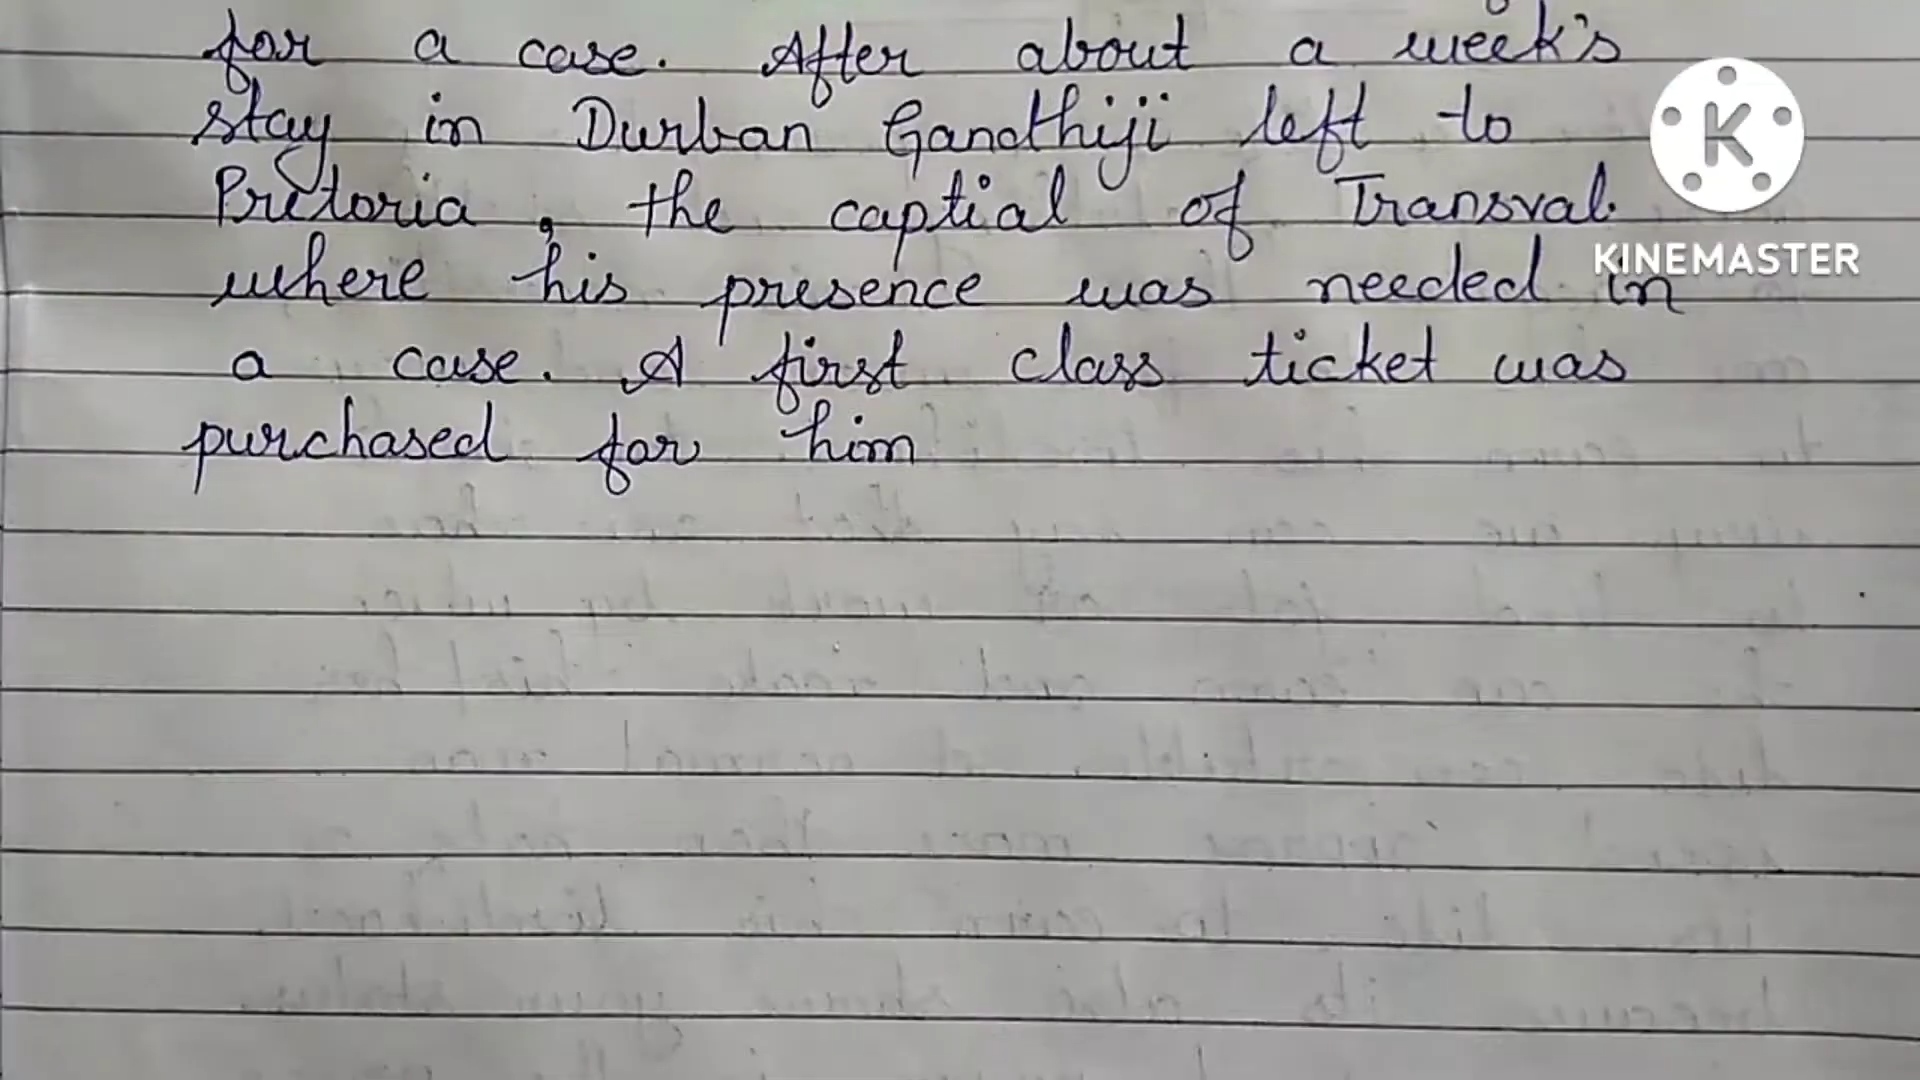 for a case. After about a week's
stay in Durban Gandhiji left to
Pretoria, the captial of Transval.
where his presence was needed in
a case. A first class ticket was
purchased for him
K
KINEMASTER